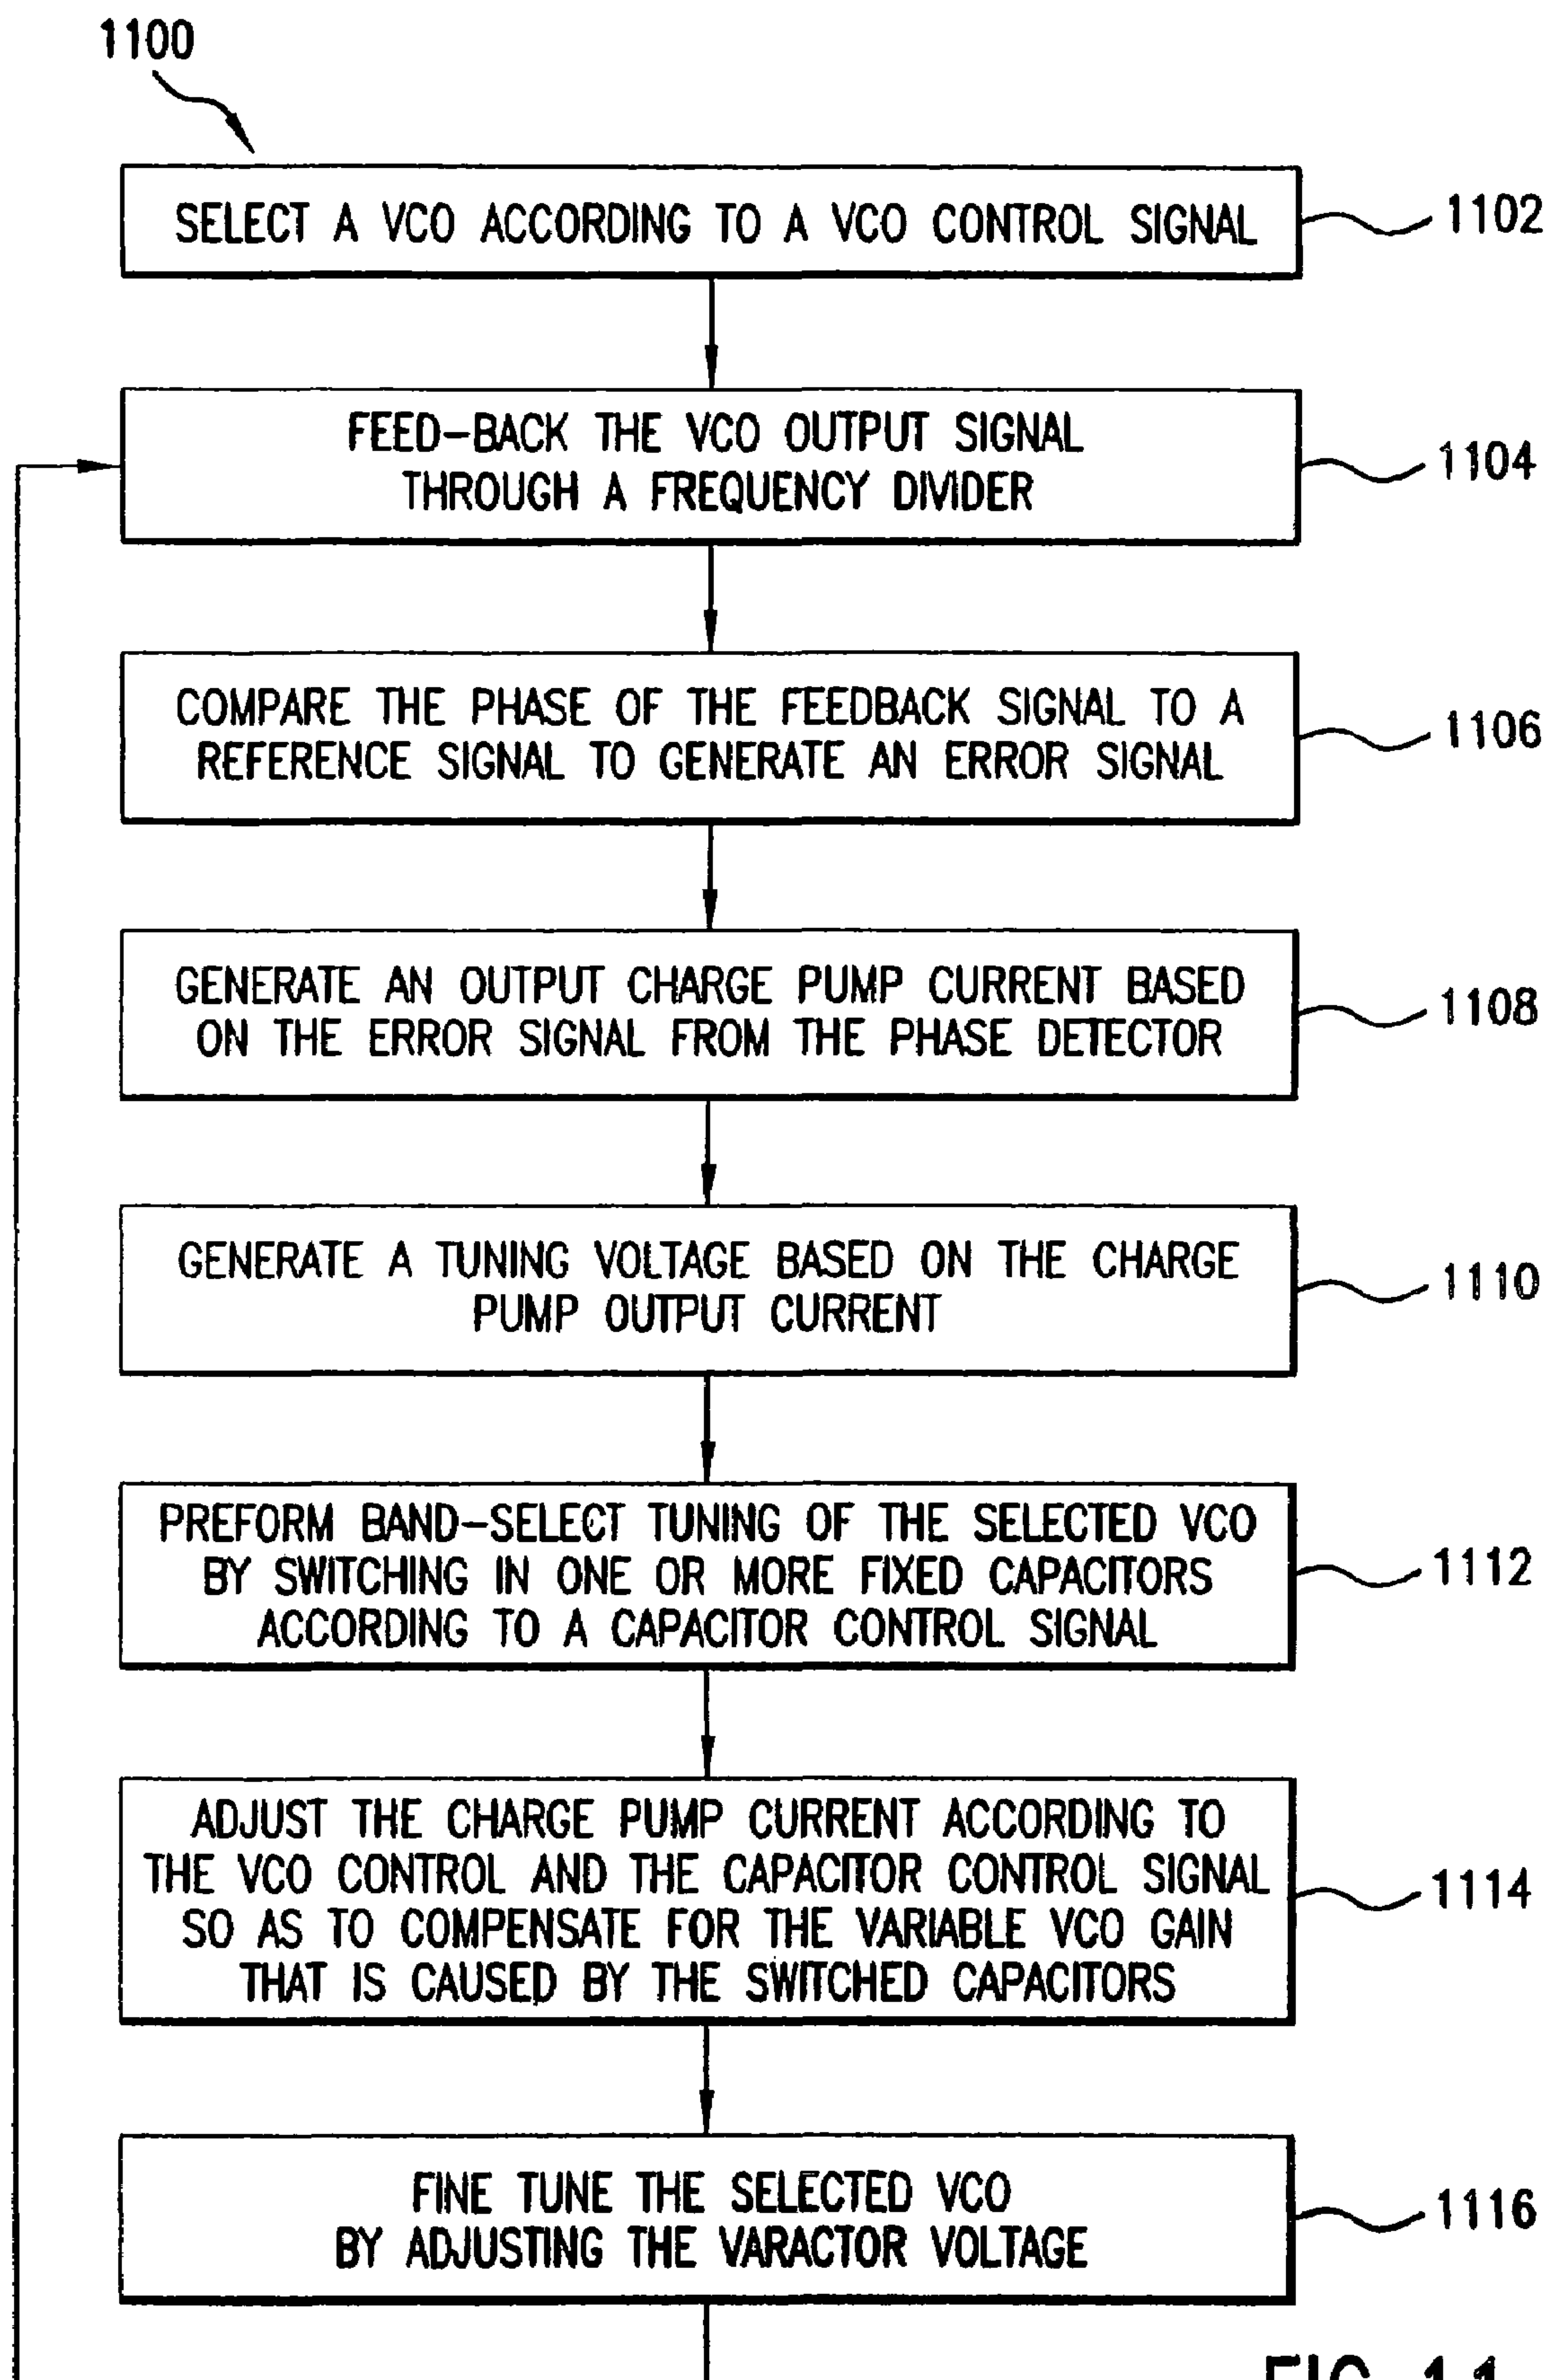 1100
SELECT A VCO ACCORDING TO A VCO CONTROL SIGNAL
1102
FEED-BACK THE VCO OUTPUT SIGNAL
THROUGH A FREQUENCY DIVIDER
1104
COMPARE THE PHASE OF THE FEEDBACK SIGNAL TO A
REFERENCE SIGNAL TO GENERATE AN ERROR SIGNAL
1106
GENERATE AN OUTPUT CHARGE PUMP CURRENT BASED
ON THE ERROR SIGNAL FROM THE PHASE DETECTOR
1108
GENERATE A TUNING VOLTAGE BASED ON THE CHARGE
PUMP OUTPUT CURRENT
1110
PREFORM BAND-SELECT TUNING OF THE SELECTED VCO
BY SWITCHING IN ONE OR MORE FIXED CAPACITORS
ACCORDING TO A CAPACITOR CONTROL SIGNAL
1112
ADJUST THE CHARGE PUMP CURRENT ACCORDING TO
THE VCO CONTROL AND THE CAPACITOR CONTROL SIGNAL
SO AS TO COMPENSATE FOR THE VARIABLE VCO GAIN
THAT IS CAUSED BY THE SWITCHED CAPACITORS
1114
FINE TUNE THE SELECTED VCO
BY ADJUSTING THE VARACTOR VOLTAGE
1116
FIG. 11